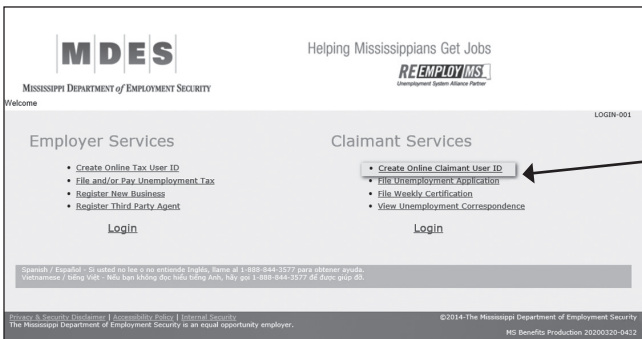 MDES
MISSISSIPPI DEPARTMENT of EMPLOYMENT SECURITY
Helping Mississippians Get Jobs
REEMPLOYMS
Unemployment System Alliance Partner
Welcome
LOGIN-001
Employer Services
• Create Online Tax User ID
• File and/or Pay Unemployment Tax
• Register New Business
• Register Third Party Agent
Login
Claimant Services
• Create Online Claimant User ID
• File Unemployment Application
• File Weekly Certification
• View Unemployment Correspondence
Login
Spanish / Español - Si usted no lee o no entiende Inglés, llame al 1-888-844-3577 para obtener ayuda.
Vietnamese / tiếng Việt - Nếu bạn không đọc hiểu tiếng Anh, hãy gọi 1-888-844-3577 để được giúp đỡ.
Privacy & Security Disclaimer | Accessibility Policy | Internal Security
The Mississippi Department of Employment Security is an equal opportunity employer.
©2014-The Mississippi Department of Employment Security
MS Benefits Production 20200320-0422